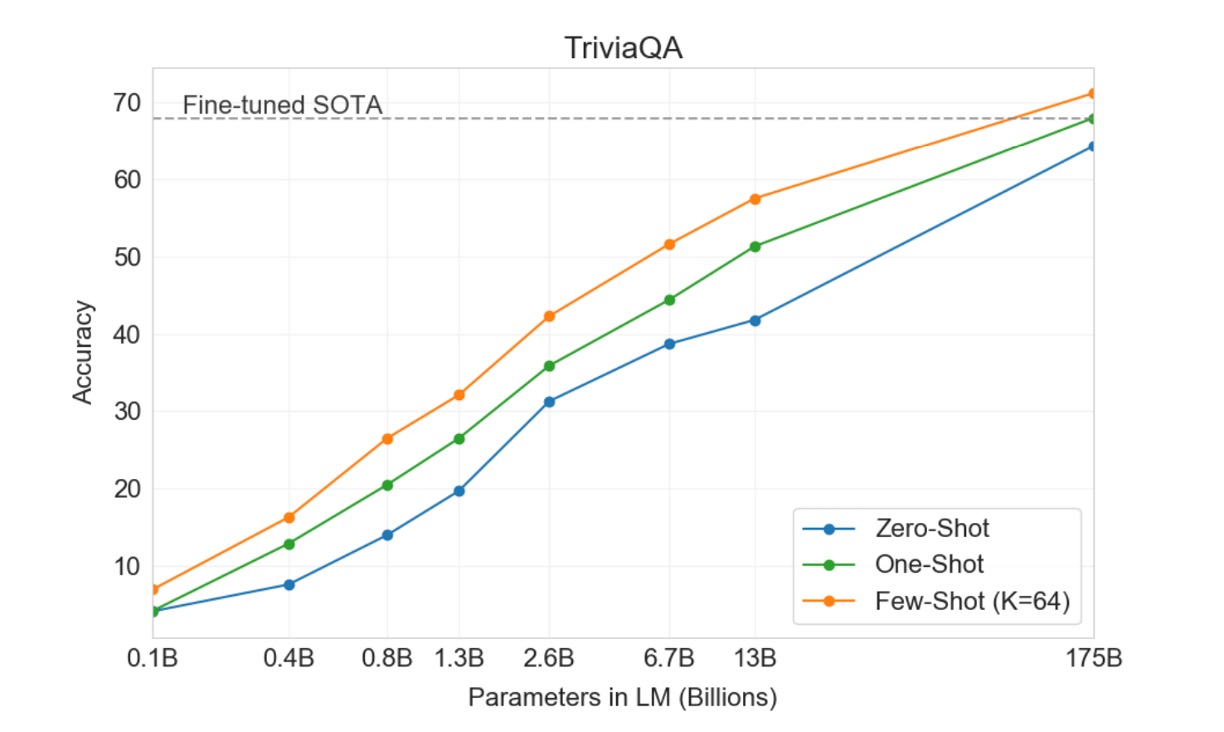 TriviaQA
70
Fine-tuned SOTA
60
50
40
30
20
10
Accuracy
Zero-Shot
One-Shot
Few-Shot (K=64)
0.1B 0.4B 0.8B 1.3B 2.6B 6.7B 13B 175B
Parameters in LM (Billions)